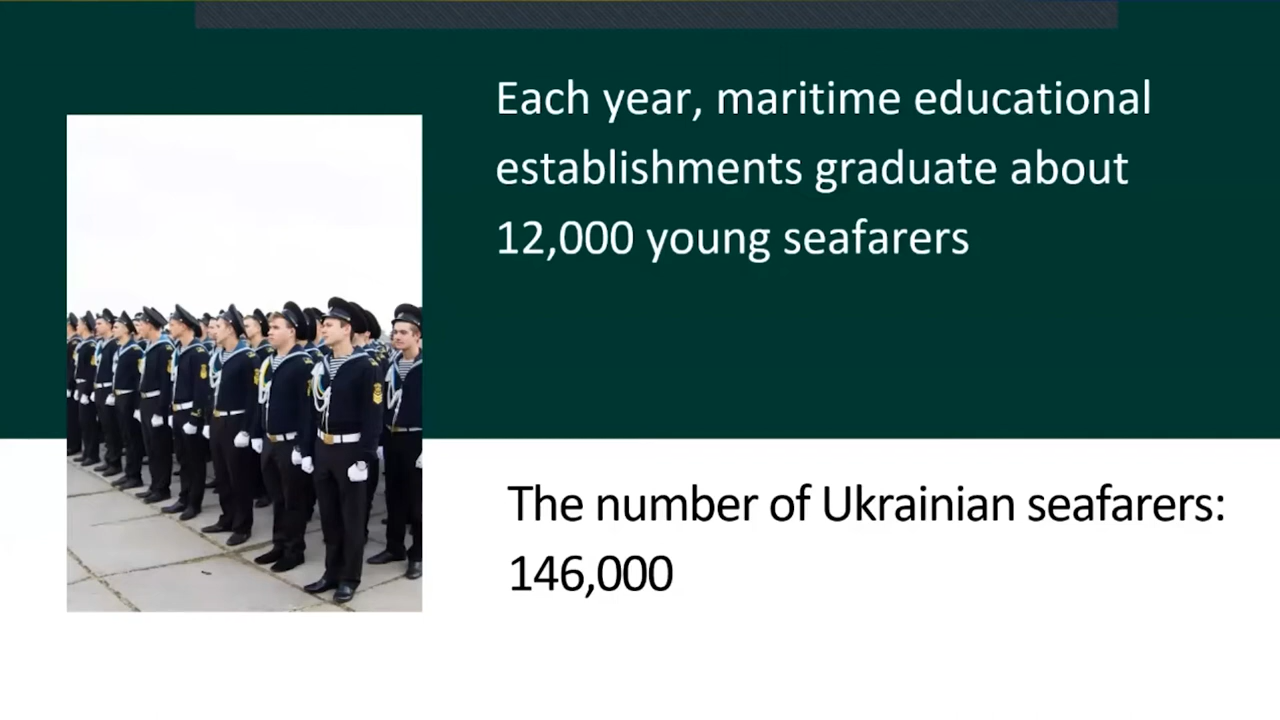 Each year, maritime educational
establishments graduate about
12,000 young seafarers
The number of Ukrainian seafarers:
146,000